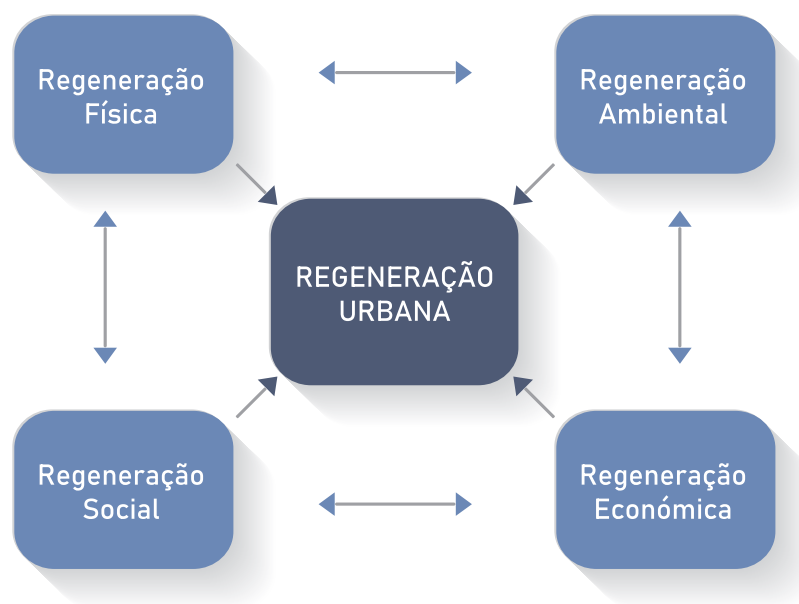 Regeneração
Física
Regeneração
Ambiental
REGENERAÇÃO
URBANA
Regeneração
Social
Regeneração
Económica